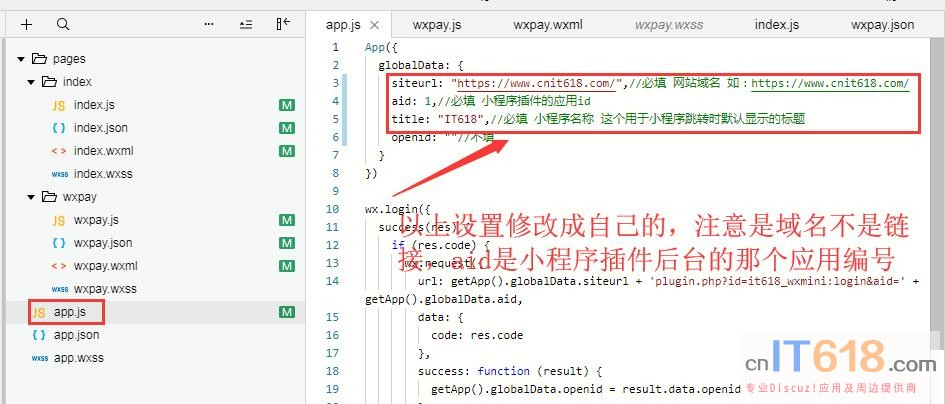 app.js wxpay.js wxpay.wxml wxpay.wxss index.js wxpay.json
pages
index
JS index.js M
{ } index.json M
< > index.wxml M
wxss index.wxss
wxpay
JS wxpay.js M
{ } wxpay.json M
< > wxpay.wxml M
wxss wxpay.wxss
JS app.js M
{ } app.json
wxss app.wxss
1 App({
2 globalData: {
3 siteurl: "https://www.cnit618.com/",//必填 网站域名 如：https://www.cnit618.com/
4 aid: 1,//必填 小程序插件的应用id
5 title: "IT618",//必填 小程序名称 这个用于小程序跳转时默认显示的标题
6 openid: ""//不填
7 }
8 })
9
10 wx.login({
11 success(res)
12 if (res.code) {
13 wx.request({
14 url: getApp().globalData.siteurl + 'plugin.php?id=it618_wxmini:login&aid=' +
getApp().globalData.aid,
15 data: {
16 code: res.code
17 },
18 success: function (result) {
19 getApp().globalData.openid = result.data.openid
以上设置修改成自己的，注意是域名不是链
接，aid是小程序插件后台的那个应用编号
cnIT618.com
专业Discuz!应用及周边提供商